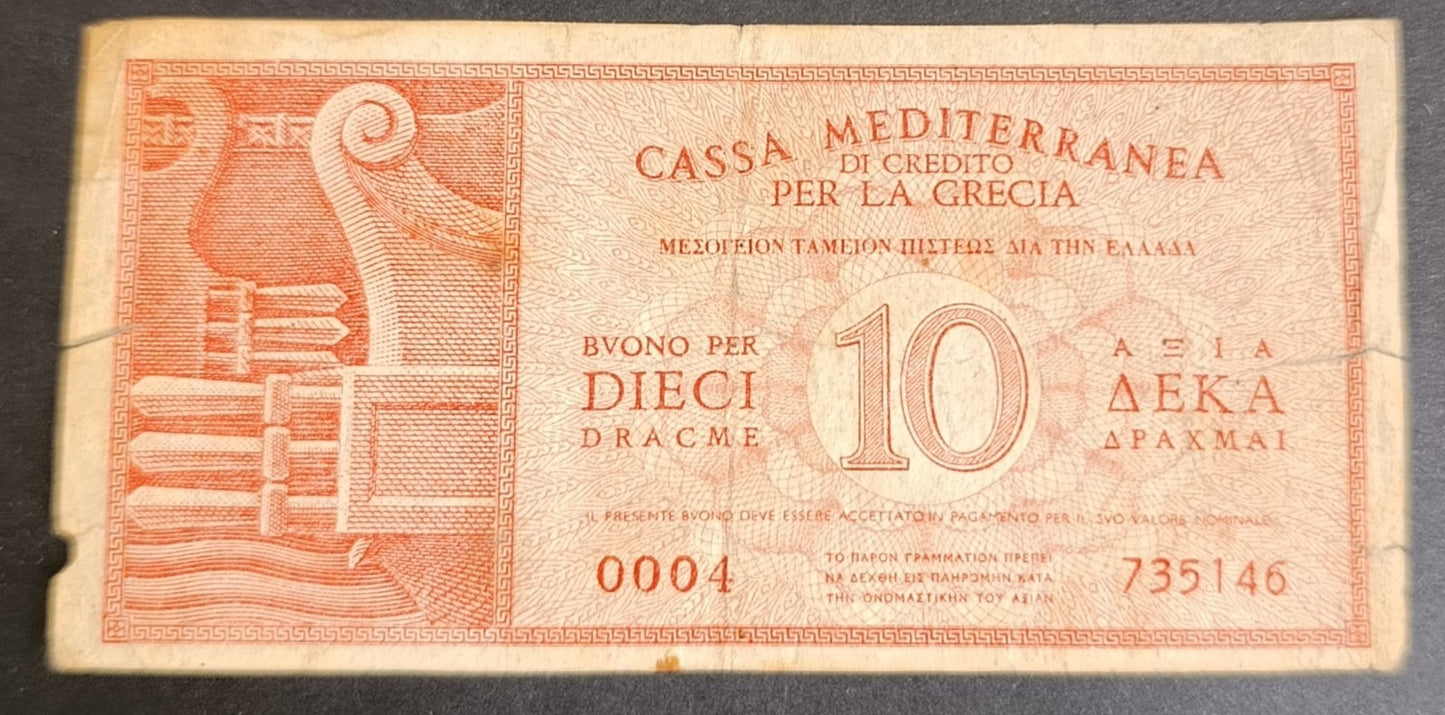 CASSA MEDITERRANEA
DI CREDITO
PER LA GRECIA
ΜΕΣΟΓΕΙΟΝ ΤΑΜΕΙΟΝ ΠΙΣΤΕΩΣ ΔΙΑ ΤΗΝ ΕΛΛΑΔΑ
BVONO PER
DIECI
DRACME
10
ΑΞΙΑ
ΔΕΚΑ
ΔΡΑΧΜΑΙ
IL PRESENTE BVONO DEVE ESSERE ACCETTATO IN PAGAMENTO PER IL SVO VALORE NOMINALE
0004
ΤΟ ΠΑΡΟΝ ΓΡΑΜΜΑΤΙΟΝ ΠΡΕΠΕΙ
ΝΑ ΔΕΧΘΗ ΕΙΣ ΠΛΗΡΩΜΗΝ ΚΑΤΑ
ΤΗΝ ΟΝΟΜΑΣΤΙΚΗΝ ΤΟΥ ΑΞΙΑΝ
735146